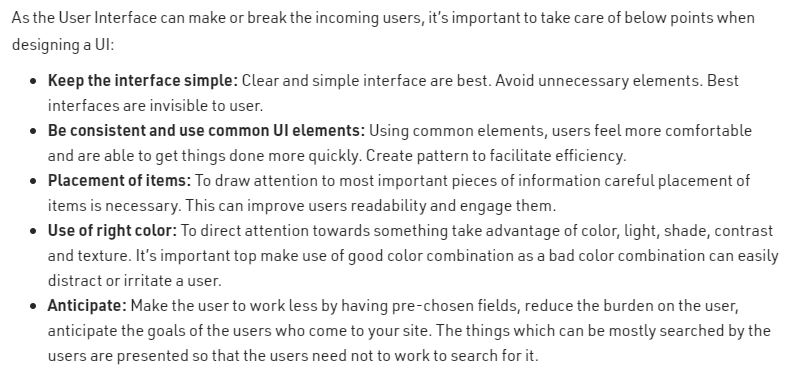 As the User Interface can make or break the incoming users, it's important to take care of below points when
designing a UI:
• Keep the interface simple: Clear and simple interface are best. Avoid unnecessary elements. Best
interfaces are invisible to user.
• Be consistent and use common UI elements: Using common elements, users feel more comfortable
and are able to get things done more quickly. Create pattern to facilitate efficiency.
• Placement of items: To draw attention to most important pieces of information careful placement of
items is necessary. This can improve users readability and engage them.
• Use of right color: To direct attention towards something take advantage of color, light, shade, contrast
and texture. It's important top make use of good color combination as a bad color combination can easily
distract or irritate a user.
• Anticipate: Make the user to work less by having pre-chosen fields, reduce the burden on the user,
anticipate the goals of the users who come to your site. The things which can be mostly searched by the
users are presented so that the users need not to work to search for it.